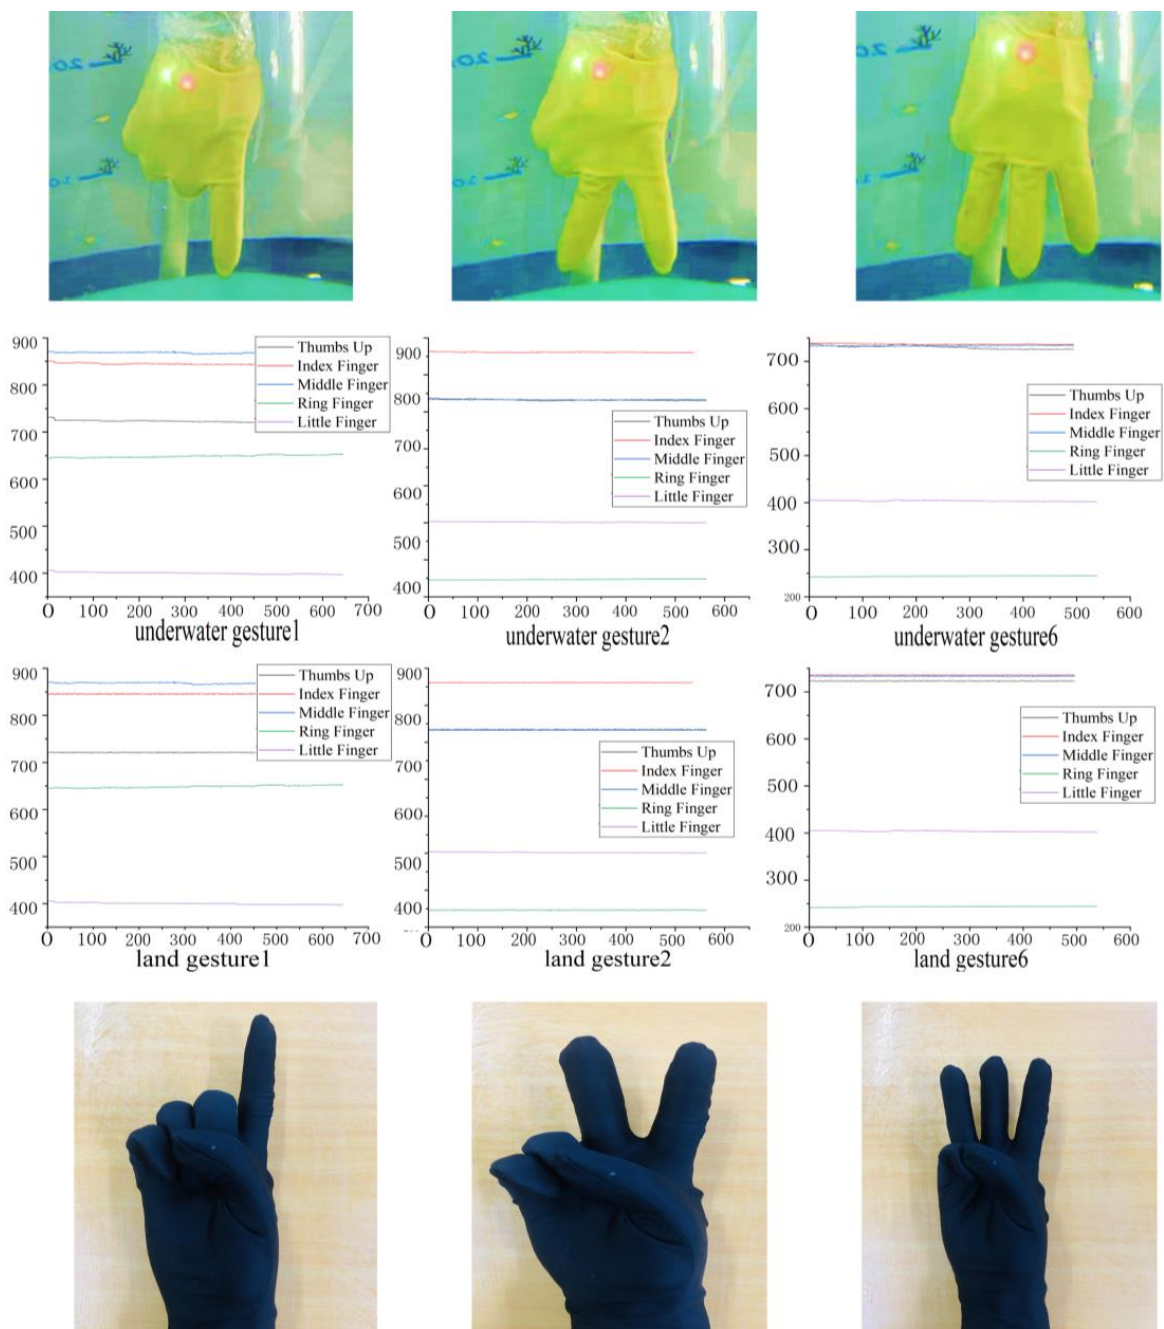 900
800
700
600
500
400
0 100 200 300 400 500 600 700
Thumbs Up
Index Finger
Middle Finger
Ring Finger
Little Finger
underwater gesture1
900
800
700
600
500
400
0 100 200 300 400 500 600
Thumbs Up
Index Finger
Middle Finger
Ring Finger
Little Finger
underwater gesture2
700
600
500
400
300
200
0 100 200 300 400 500 600
Thumbs Up
Index Finger
Middle Finger
Ring Finger
Little Finger
underwater gesture6
900
800
700
600
500
400
0 100 200 300 400 500 600 700
Thumbs Up
Index Finger
Middle Finger
Ring Finger
Little Finger
land gesture1
900
800
700
600
500
400
0 100 200 300 400 500 600
Thumbs Up
Index Finger
Middle Finger
Ring Finger
Little Finger
land gesture2
700
600
500
400
300
200
0 100 200 300 400 500 600
Thumbs Up
Index Finger
Middle Finger
Ring Finger
Little Finger
land gesture6